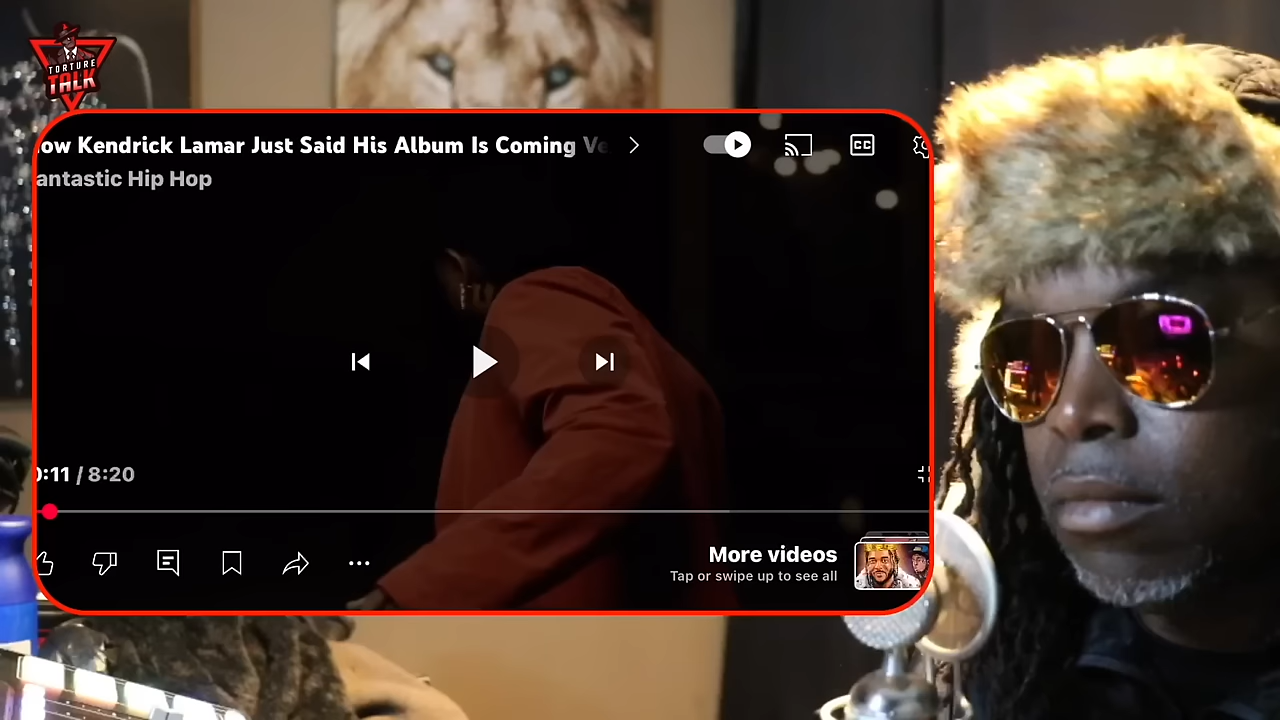 TORTURE
TALK
ow Kendrick Lamar Just Said His Album Is Coming Ve
antastic Hip Hop
CC
0:11 / 8:20
More videos
Tap or swipe up to see all